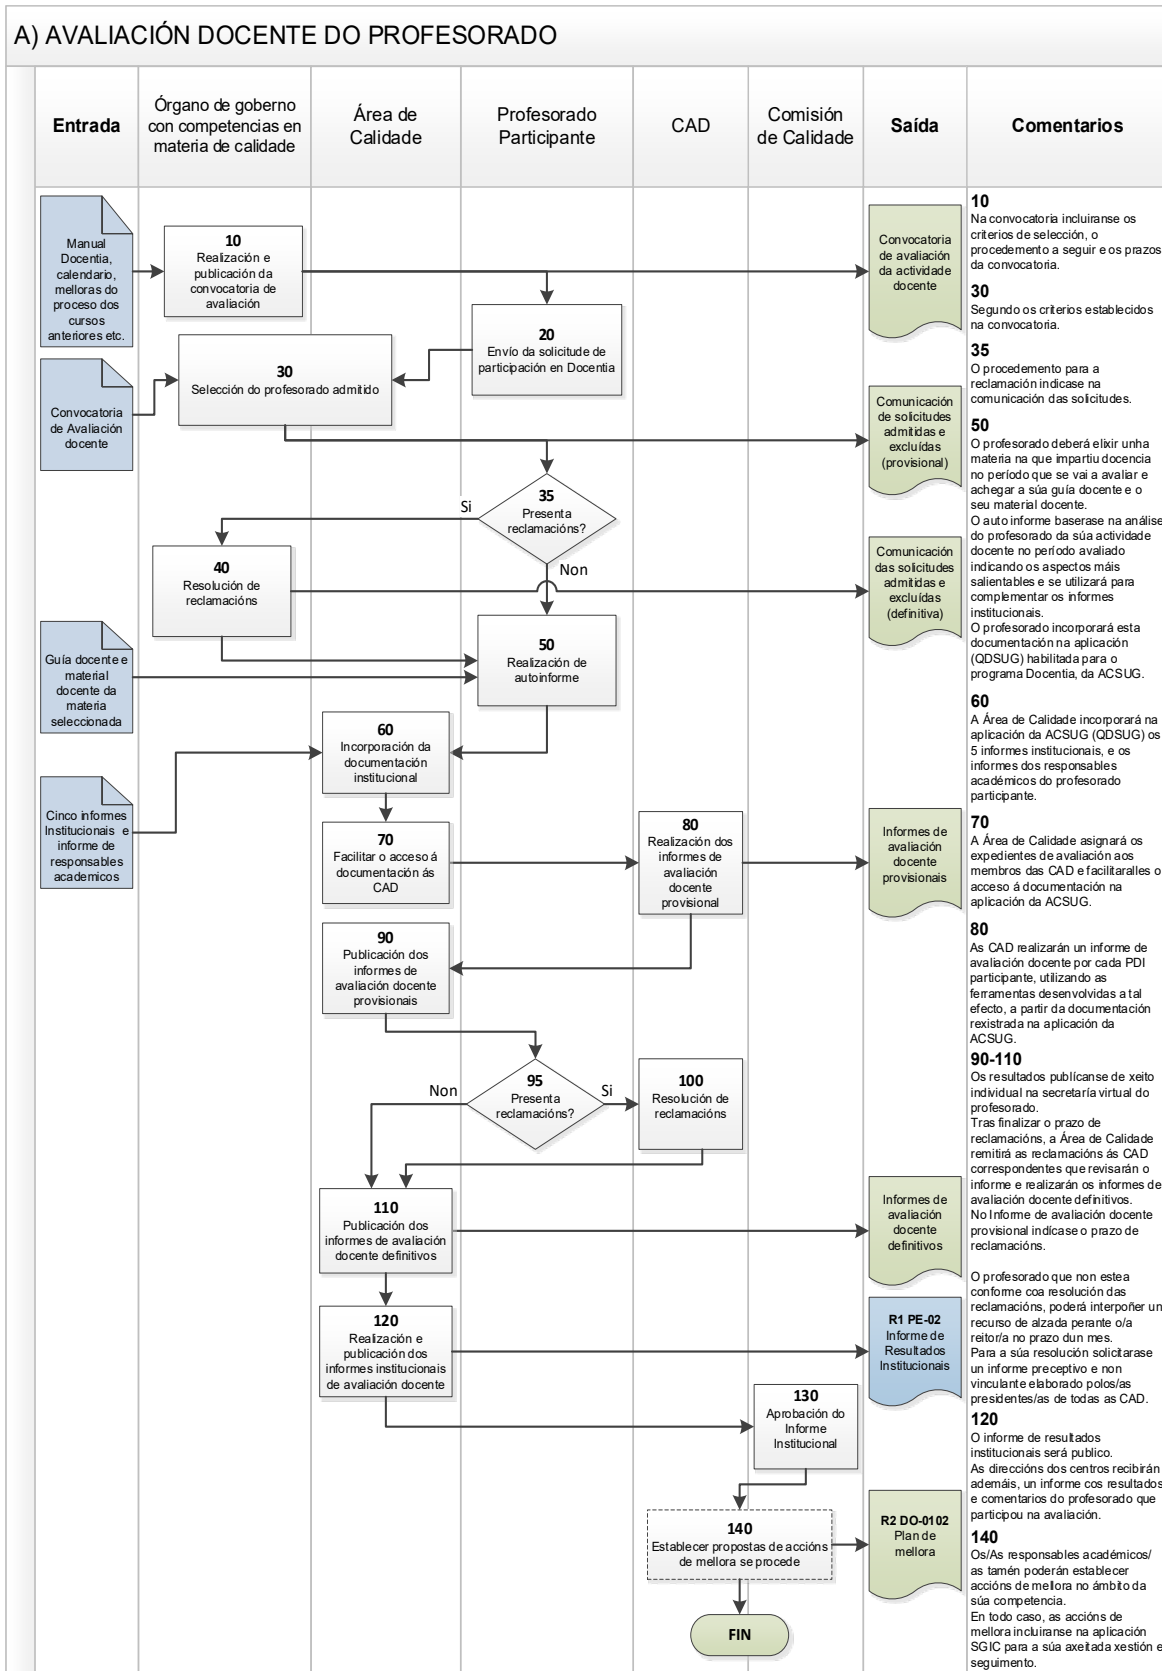 A) AVALIACIÓN DOCENTE DO PROFESORADO
Entrada
Órgano de goberno
con competencias en
materia de calidade
Área de
Calidade
Profesorado
Participante
CAD
Comisión
de Calidade
Saída
Comentarios
Manual
Docentia,
calendario,
melloras do
proceso dos
cursos
anteriores etc.
10
Realización e
publicación da
convocatoria de
avaliación
Convocatoria
de avaliación
da actividade
docente
20
Envío da solicitude de
participación en Docentia
30
Selección do profesorado admitido
Convocatoria
de Avaliación
docente
Comunicación
de solicitudes
admitidas e
excluídas
(provisional)
35
Presenta
reclamacións?
Si
Non
40
Resolución de
reclamacións
Comunicación
das solicitudes
admitidas e
excluídas
(definitiva)
Guía docente e
material
docente da
materia
seleccionada
50
Realización de
autoinforme
60
Incorporación da
documentación
institucional
Cinco informes
Institucionais e
informe de
responsables
academicos
70
Facilitar o acceso á
documentación ás
CAD
80
Realización dos
informes de
avaliación
docente
provisional
Informes de
avaliación
docente
provisionais
90
Publicación dos
informes de
avaliación docente
provisionais
95
Presenta
reclamacións?
Non
Si
100
Resolución de
reclamacións
110
Publicación dos
informes de avaliación
docente definitivos
Informes de
avaliación
docente
definitivos
120
Realización e
publicación dos
informes institucionais
de avaliación docente
R1 PE-02
Informe de
Resultados
Institucionais
130
Aprobación do
Informe
Institucional
140
Establecer propostas de accións
de mellora se procede
R2 DO-0102
Plan de
mellora
FIN
10
Na convocatoria incluiranse os
criterios de selección, o
procedemento a seguir e os prazos
da convocatoria.
30
Segundo os criterios establecidos
na convocatoria.
35
O procedemento para a
reclamación indicase na
comunicación das solicitudes.
50
O profesorado deberá elixir unha
materia na que impartiu docencia
no período que se vai a avaliar e
achegar a súa guía docente e o
seu material docente.
O auto informe baserase na análise
do profesorado da súa actividade
docente no período avaliado
indicando os aspectos máis
salientables e se utilizará para
complementar os informes
institucionais.
O profesorado incorporará esta
documentación na aplicación
(QDSUG) habilitada para o
programa Docentia, da ACSUG.
60
A Área de Calidade incorporará na
aplicación da ACSUG (QDSUG) os
5 informes institucionais, e os
informes dos responsables
académicos do profesorado
participante.
70
A Área de Calidade asignará os
expedientes de avaliación aos
membros das CAD e facilitaralles o
acceso á documentación na
aplicación da ACSUG.
80
As CAD realizarán un informe de
avaliación docente por cada PDI
participante, utilizando as
ferramentas desenvolvidas a tal
efecto, a partir da documentación
rexistrada na aplicación da
ACSUG.
90-110
Os resultados publícanse de xeito
individual na secretaría virtual do
profesorado.
Tras finalizar o prazo de
reclamacións, a Área de Calidade
remitirá as reclamacións ás CAD
correspondentes que revisarán o
informe e realizarán os informes de
avaliación docente definitivos.
No Informe de avaliación docente
provisional indícase o prazo de
reclamacións.
O profesorado que non estea
conforme coa resolución das
reclamacións, poderá interpoñer un
recurso de alzada perante o/a
reitor/a no prazo dun mes.
Para a súa resolución solicitarase
un informe preceptivo e non
vinculante elaborado polos/as
presidentes/as de todas as CAD.
120
O informe de resultados
institucionais será publico.
As direccións dos centros recibirán
ademáis, un informe cos resultados
e comentarios do profesorado que
participou na avaliación.
140
Os/As responsables académicos/
as tamén poderán establecer
accións de mellora no ámbito da
súa competencia.
En todo caso, as accións de
mellora incluiranse na aplicación
SGIC para a súa axeitada xestión e
seguimento.